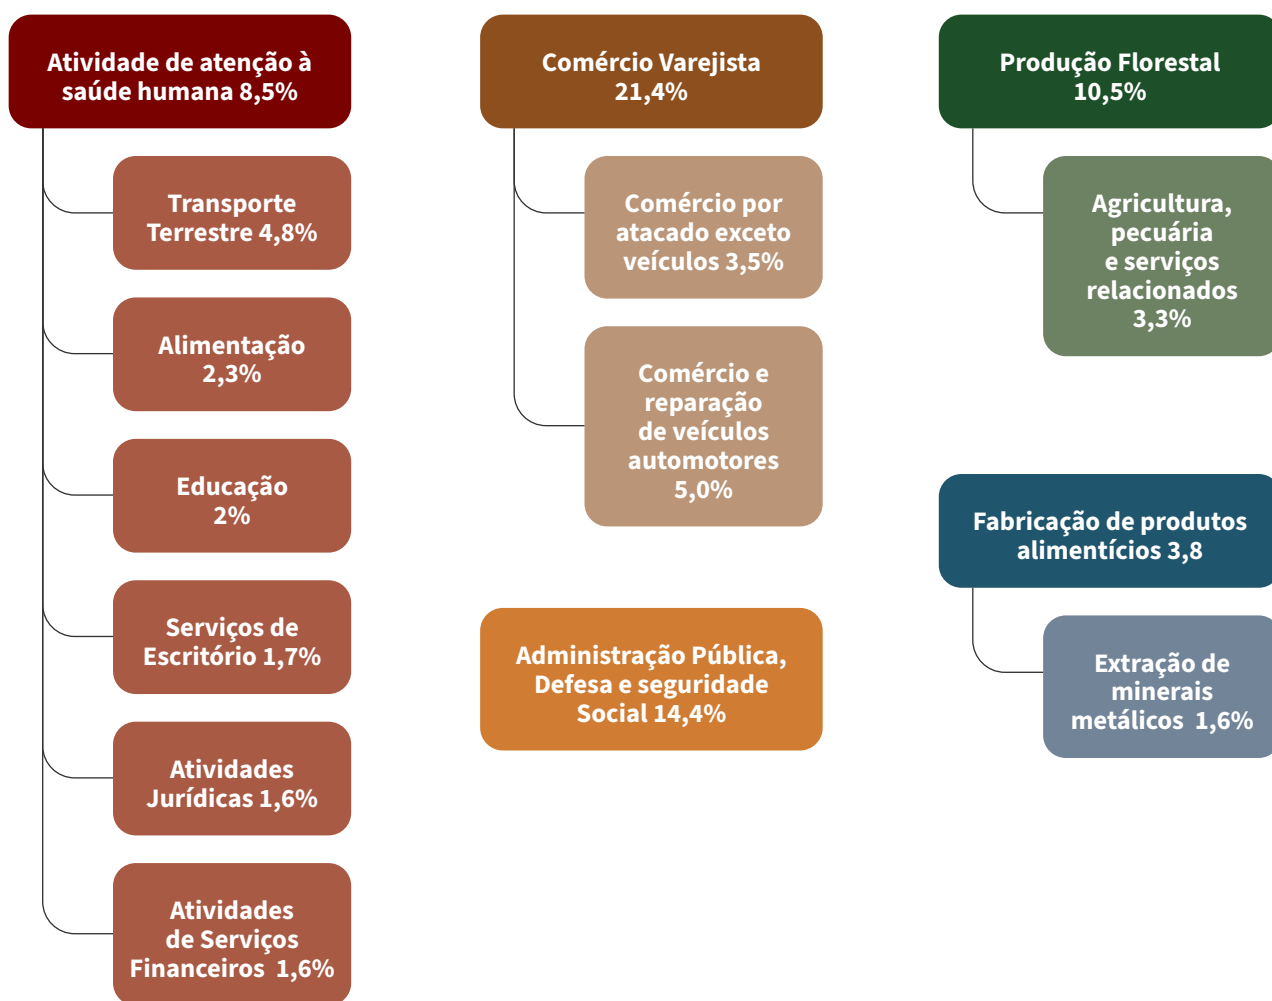 Atividade de atenção à
saúde humana 8,5%
Transporte
Terrestre 4,8%
Alimentação
2,3%
Educação
2%
Serviços de
Escritório 1,7%
Atividades
Jurídicas 1,6%
Atividades
de Serviços
Financeiros 1,6%
Comércio Varejista
21,4%
Comércio por
atacado exceto
veículos 3,5%
Comércio e
reparação
de veículos
automotores
5,0%
Administração Pública,
Defesa e seguridade
Social 14,4%
Produção Florestal
10,5%
Agricultura,
pecuária
e serviços
relacionados
3,3%
Fabricação de produtos
alimentícios 3,8
Extração de
minerais
metálicos 1,6%